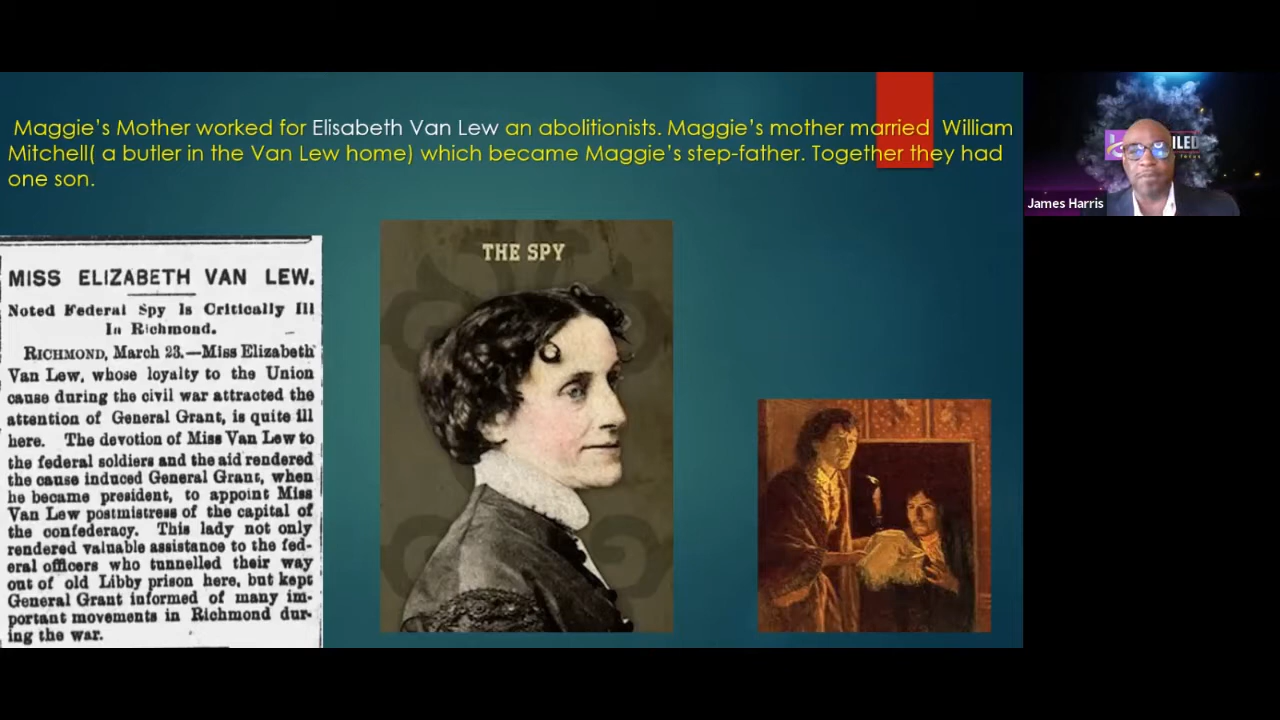 Maggie's Mother worked for Elisabeth Van Lew an abolitionists. Maggie's mother married William
Mitchell( a butler in the Van Lew home) which became Maggie's step-father. Together they had
one son.
James Harris
MISS ELIZABETH VAN LEW.
Noted Federal Spy Is Critically Ill
In Richmond.
RICHMOND, March 23.—Miss Elizabeth
Van Lew, whose loyalty to the Union
cause during the civil war attracted the
attention of General Grant, is quite ill
here. The devotion of Miss Van Lew to
the federal soldiers and the aid rendered
the cause induced General Grant, when
he became president, to appoint Miss
Van Lew postmistress of the capital of
the confederacy. This lady not only
rendered valuable assistance to the fed-
eral officers who tunnelled their way
out of old Libby prison here, but kept
General Grant informed of many im-
portant movements in Richmond dur-
ing the war.
THE SPY